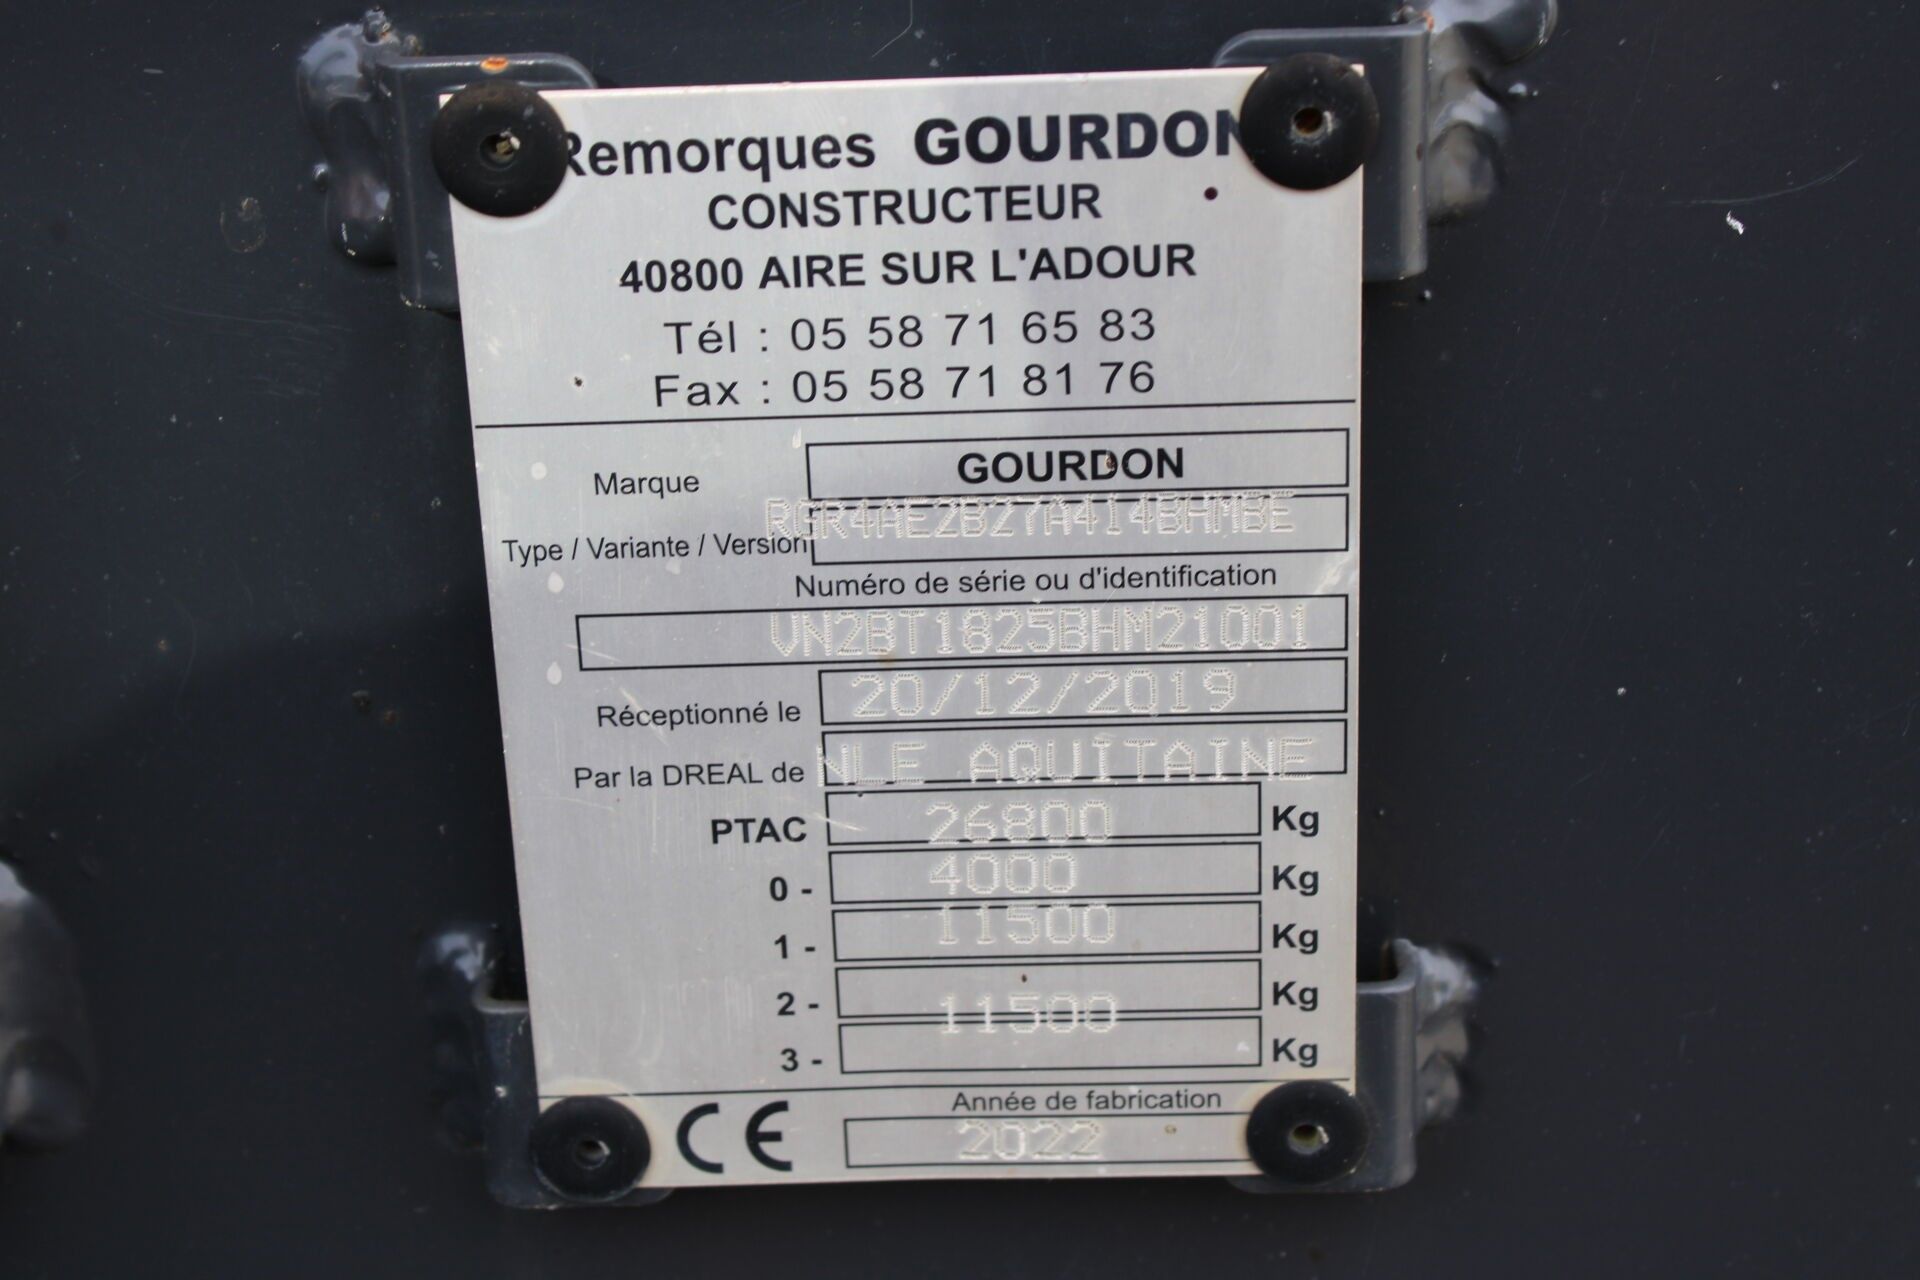 Remorques GOURDON
CONSTRUCTEUR
40800 AIRE SUR L'ADOUR
Tél : 05 58 71 65 83
Fax : 05 58 71 81 76
Marque GOURDON
Type / Variante / Version RGR4AE2B27A414BHMBE
Numéro de série ou d'identification
VN2BT1825BHM21001
Réceptionné le 20/12/2019
Par la DREAL de NLE AQUITAINE
PTAC 26800 Kg
0 - 4000 Kg
1 - 11500 Kg
2 - 11500 Kg
3 - Kg
Année de fabrication
CE 2022